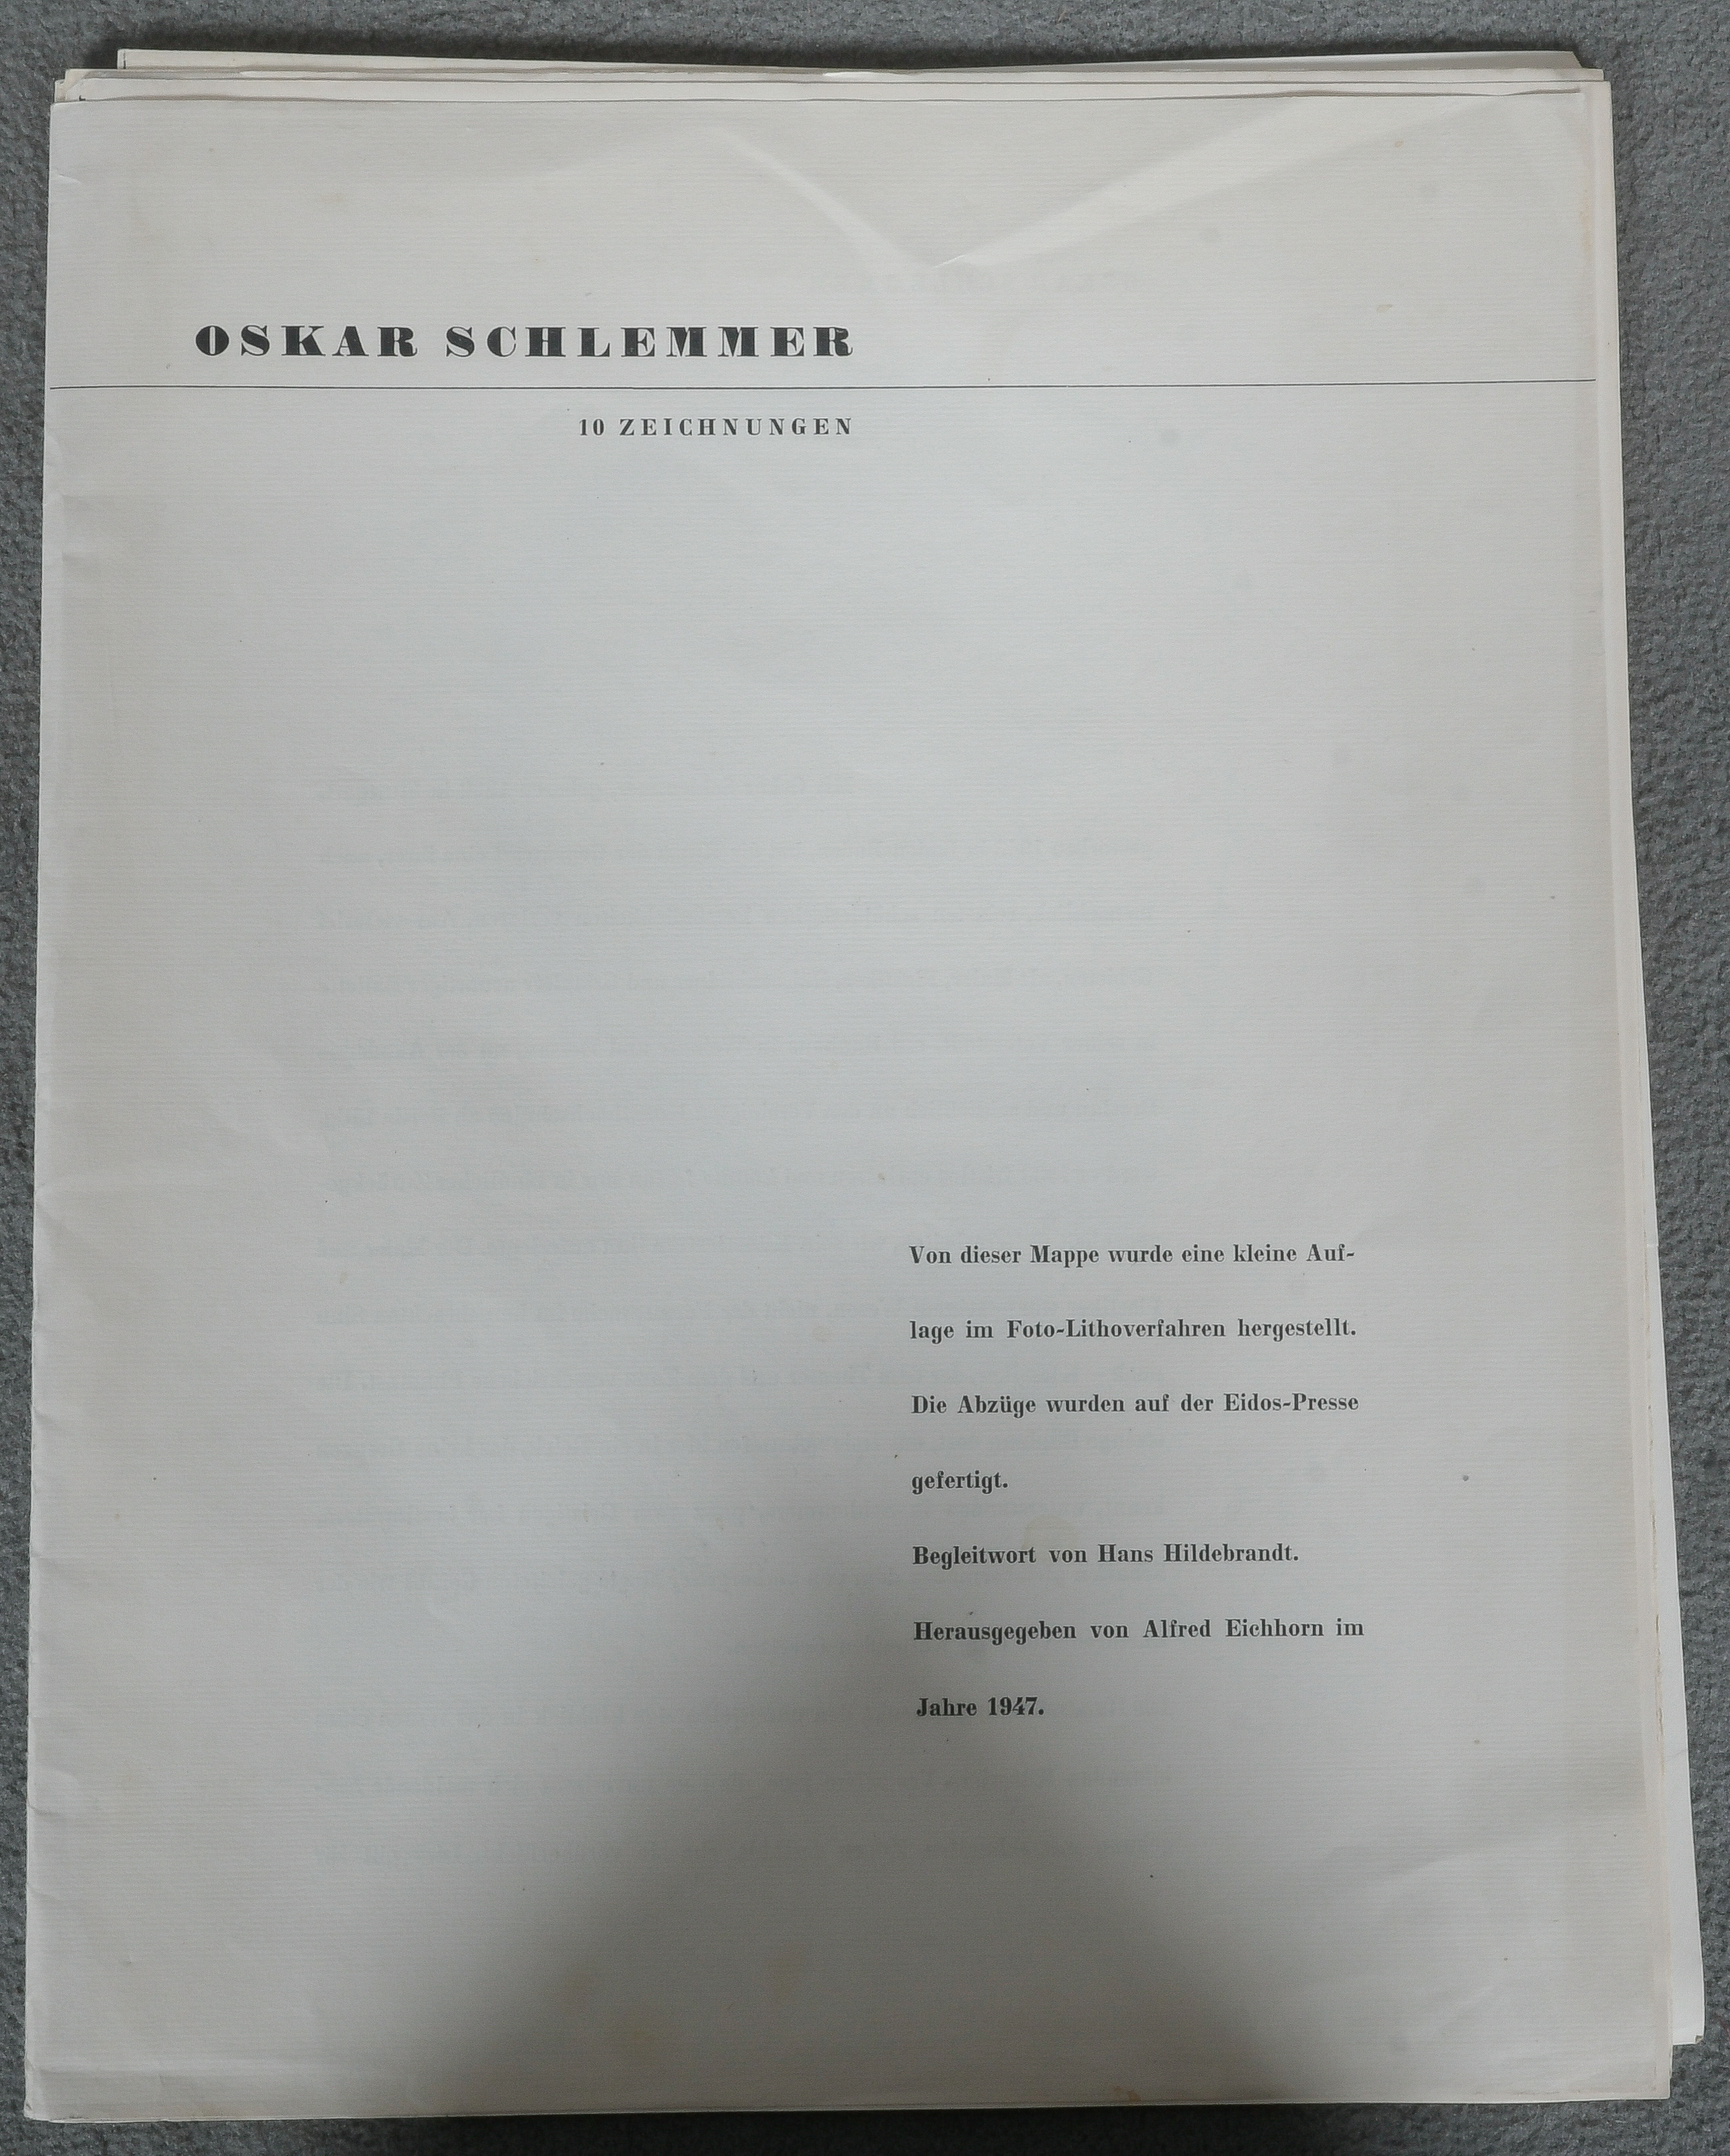 OSKAR SCHLEMMER
10 ZEICHNUNGEN
Von dieser Mappe wurde eine kleine Auf-
lage im Foto-Lithoverfahren hergestellt.
Die Abzüge wurden auf der Eidos-Presse
gefertigt.
Begleitwort von Hans Hildebrandt.
Herausgegeben von Alfred Eichhorn im
Jahre 1947.